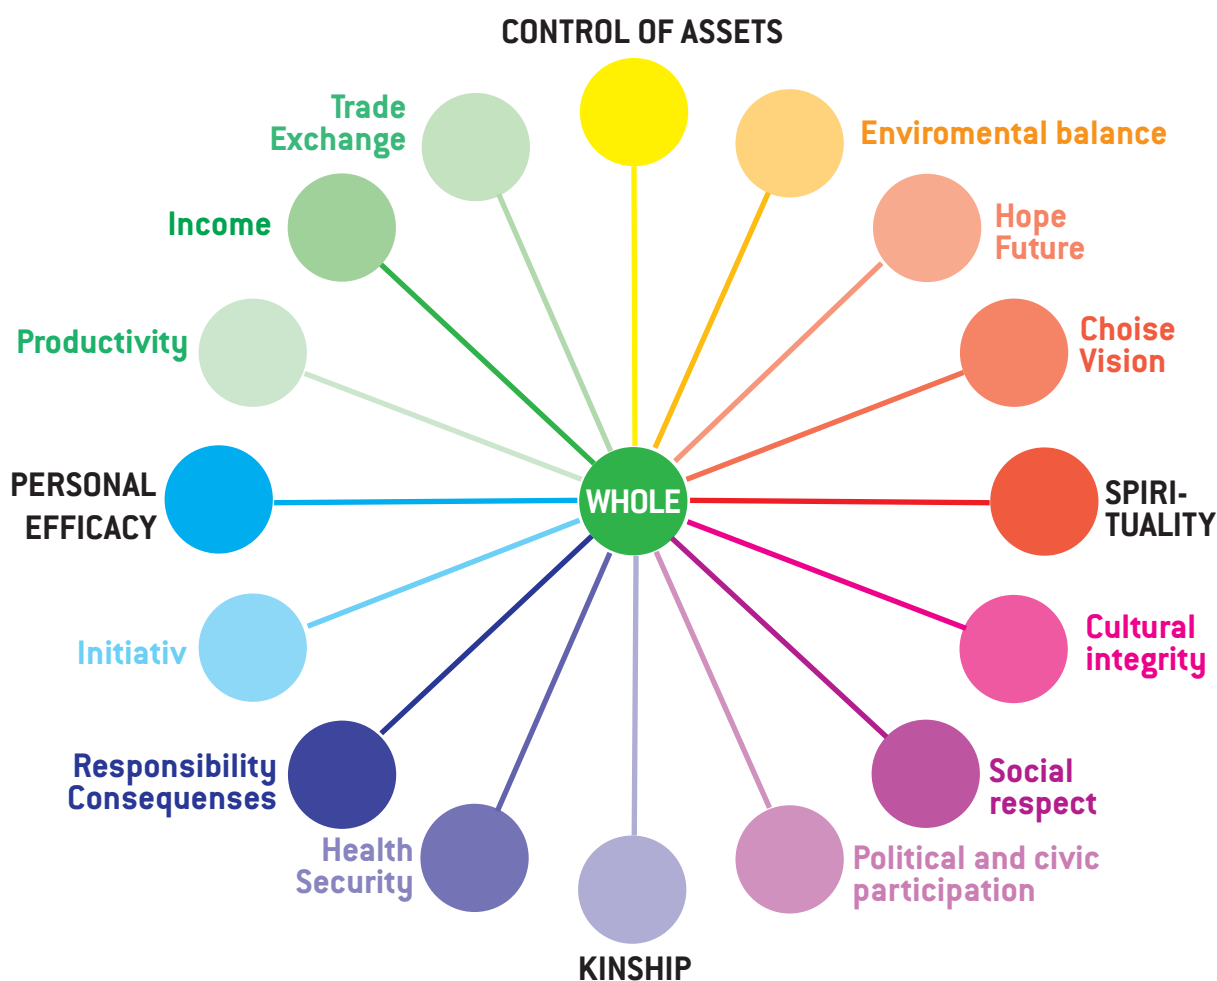 CONTROL OF ASSETS
Trade
Exchange
Enviromental balance
Income
Hope
Future
Productivity
Choise
Vision
PERSONAL
EFFICACY
WHOLE
SPIRI-
TUALITY
Initiativ
Cultural
integrity
Responsibility
Consequenses
Social
respect
Health
Security
Political and civic
participation
KINSHIP